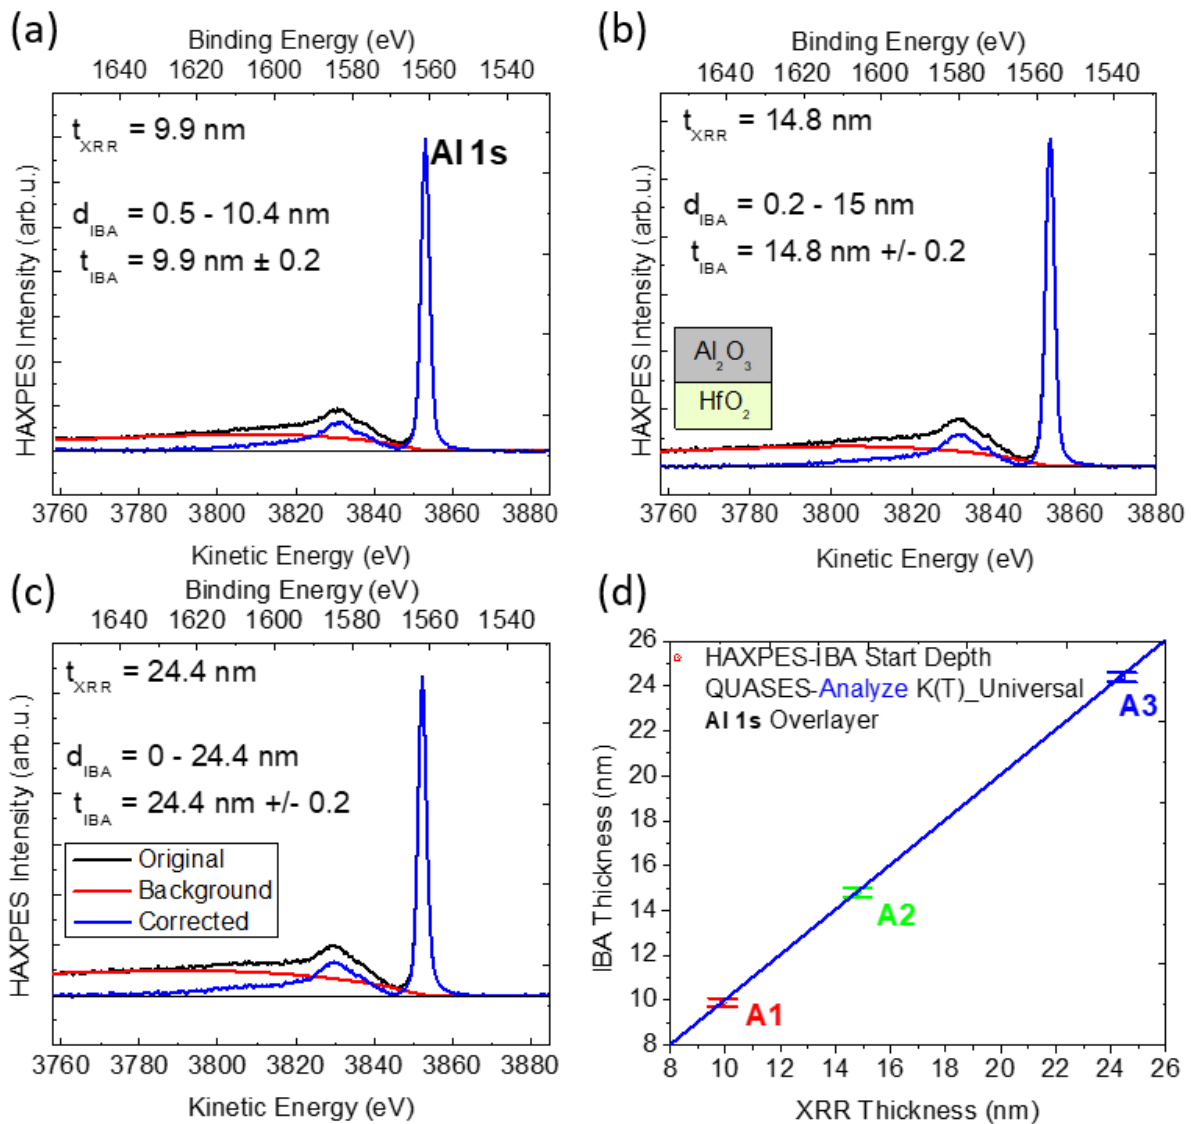 (a)
Binding Energy (eV)
1640 1620 1600 1580 1560 1540
t_XRR = 9.9 nm
Al 1s
d_IBA = 0.5 - 10.4 nm
t_IBA = 9.9 nm ± 0.2
HAXPES Intensity (arb.u.)
3760 3780 3800 3820 3840 3860 3880
Kinetic Energy (eV)
(b)
Binding Energy (eV)
1640 1620 1600 1580 1560 1540
t_XRR = 14.8 nm
d_IBA = 0.2 - 15 nm
t_IBA = 14.8 nm +/- 0.2
Al2O3
HfO2
HAXPES Intensity (arb.u.)
3760 3780 3800 3820 3840 3860 3880
Kinetic Energy (eV)
(c)
Binding Energy (eV)
1640 1620 1600 1580 1560 1540
t_XRR = 24.4 nm
d_IBA = 0 - 24.4 nm
t_IBA = 24.4 nm +/- 0.2
Original
Background
Corrected
HAXPES Intensity (arb.u.)
3760 3780 3800 3820 3840 3860 3880
Kinetic Energy (eV)
(d)
26
24
22
20
18
16
14
12
10
8
IBA Thickness (nm)
HAXPES-IBA Start Depth
QUASES-Analyze K(T)_Universal
Al 1s Overlayer
A3
A2
A1
8 10 12 14 16 18 20 22 24 26
XRR Thickness (nm)